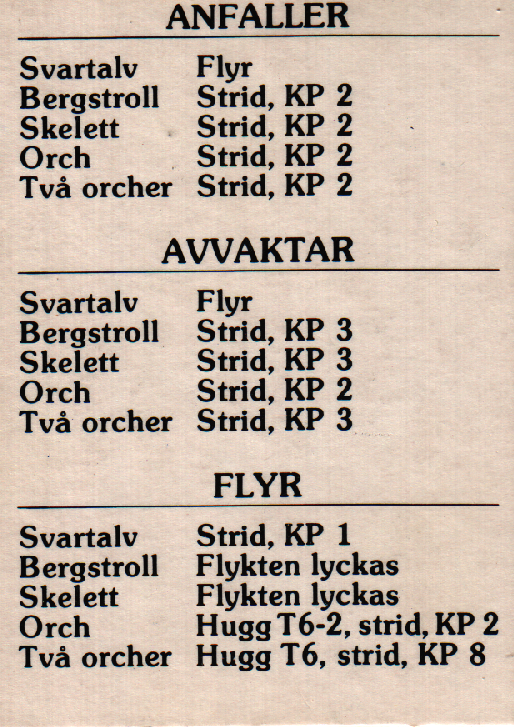 ANFALLER
Svartalv Flyr
Bergstroll Strid, KP 2
Skelett Strid, KP 2
Orch Strid, KP 2
Två orcher Strid, KP 2
AVVAKTAR
Svartalv Flyr
Bergstroll Strid, KP 3
Skelett Strid, KP 3
Orch Strid, KP 2
Två orcher Strid, KP 3
FLYR
Svartalv Strid, KP 1
Bergstroll Flykten lyckas
Skelett Flykten lyckas
Orch Hugg T6-2, strid, KP 2
Två orcher Hugg T6, strid, KP 8